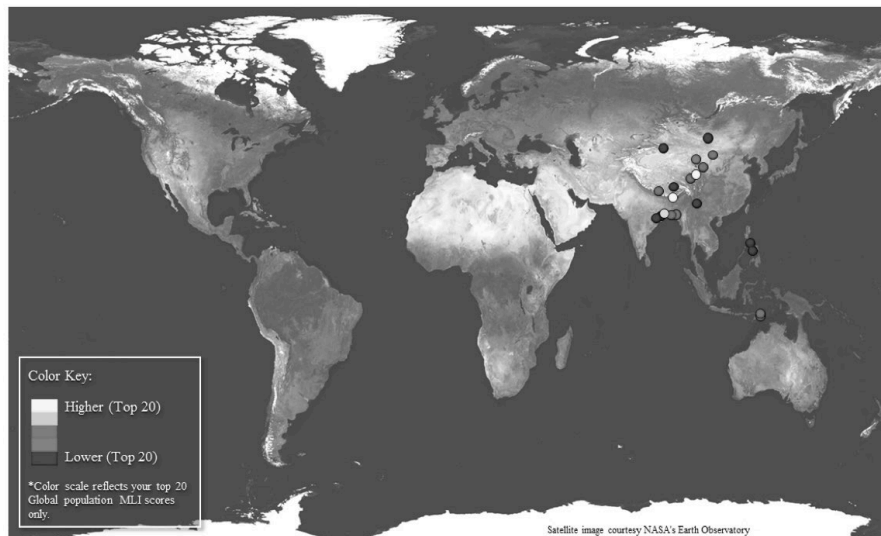 Color Key:
Higher (Top 20)
Lower (Top 20)
*Color scale reflects your top 20
Global population MLI scores
only.
Satellite image courtesy NASA's Earth Observatory